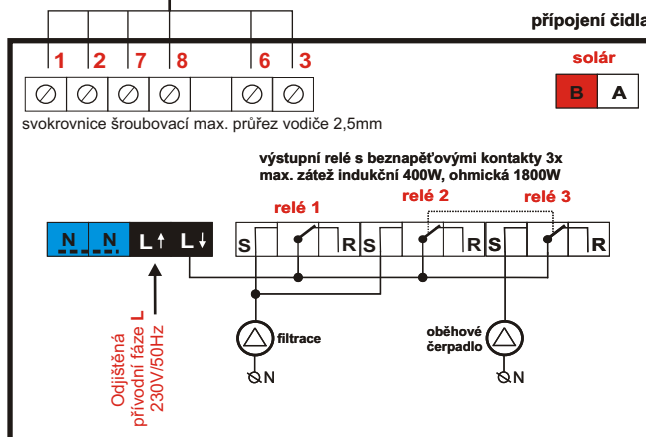 přípojení čidla
1 2 7 8 6 3
solár
B A
svokrovnice šroubovací max. průřez vodiče 2,5mm
výstupní relé s beznapěťovými kontakty 3x
max. zátež indukční 400W, ohmická 1800W
relé 1 relé 2 relé 3
N N L↑ L↓ S R S R S R
Odjištěná
přívodní fáze L
230V/50Hz
filtrace
N
oběhové
čerpadlo
N